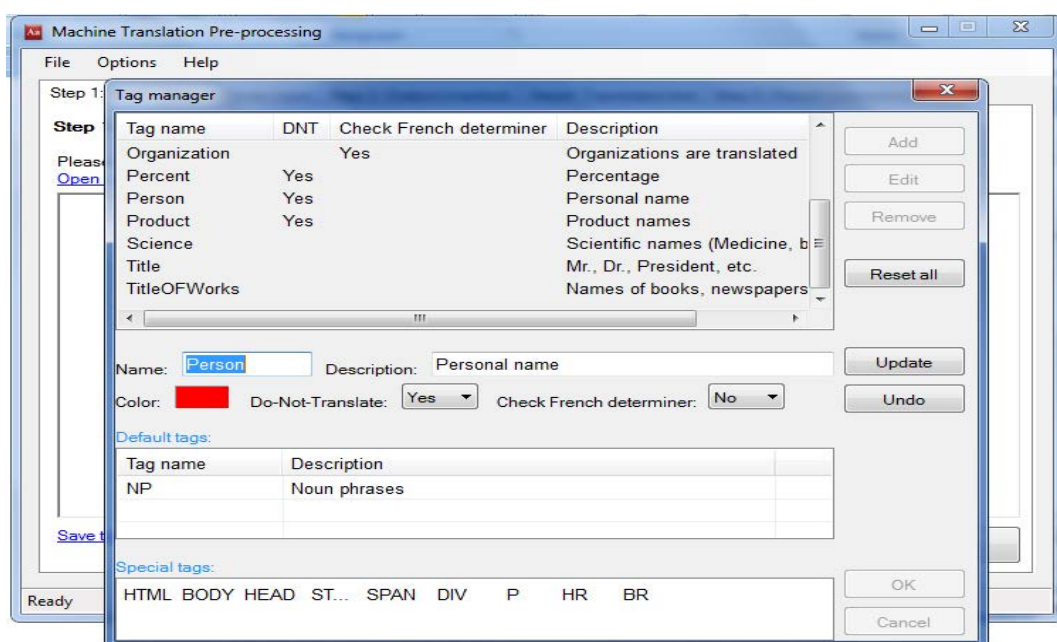 Machine Translation Pre-processing
File Options Help
Step 1:
Tag manager
Step
Please
Open
Tag name DNT Check French determiner Description
Organization Yes Organizations are translated
Percent Yes Percentage
Person Yes Personal name
Product Yes Product names
Science Scientific names (Medicine, b
Title Mr., Dr., President, etc.
TitleOFWorks Names of books, newspapers
Add
Edit
Remove
Reset all
Name: Person Description: Personal name
Update
Color: Do-Not-Translate: Yes Check French determiner: No
Undo
Default tags:
Tag name Description
NP Noun phrases
Save t
Special tags:
HTML BODY HEAD ST... SPAN DIV P HR BR
OK
Cancel
Ready